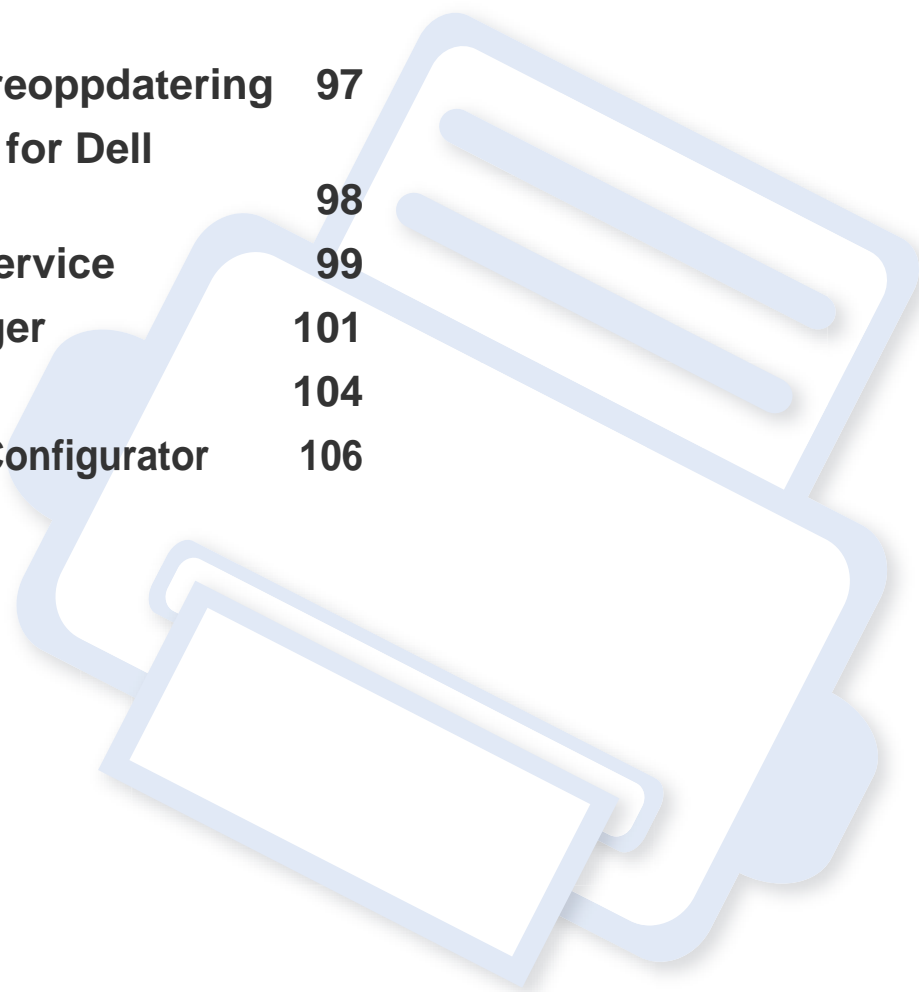 reoppdatering 97
for Dell
98
ervice 99
ger 101
104
Configurator 106